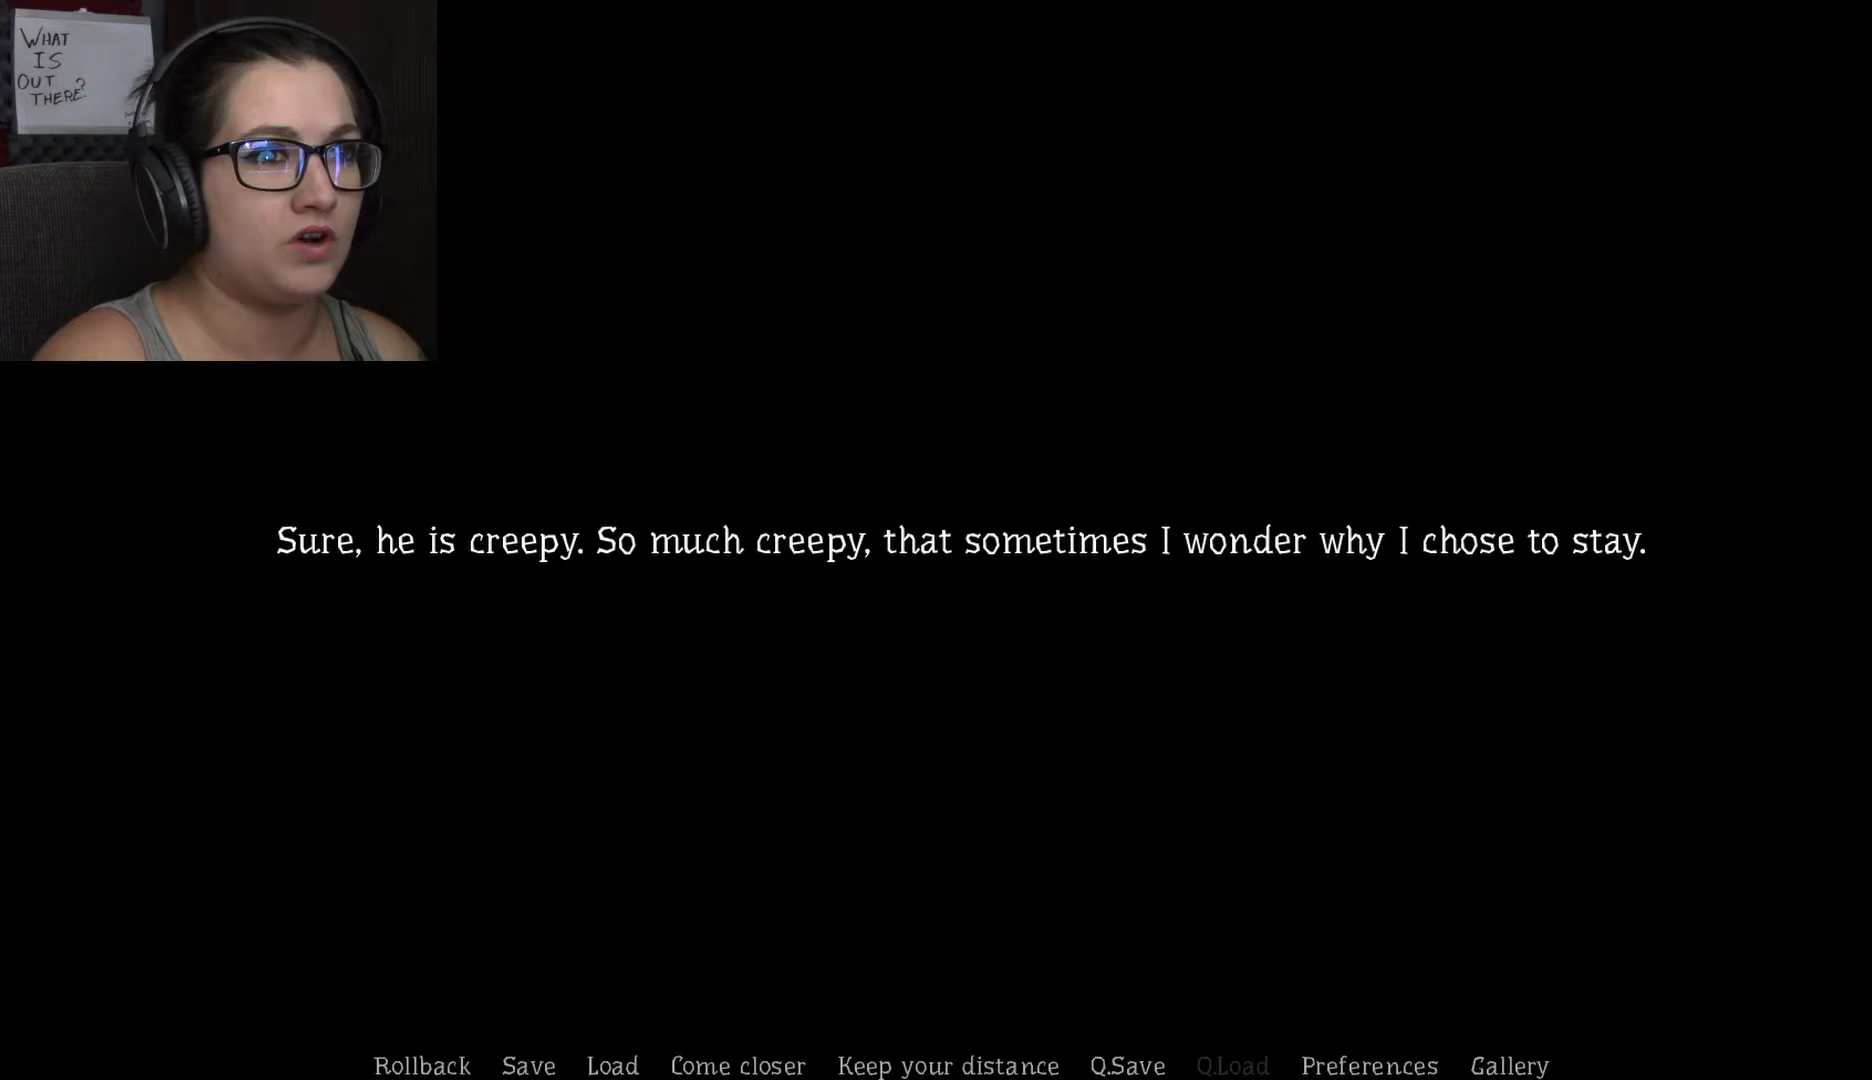 WHAT
IS
OUT
THERE?
Sure, he is creepy. So much creepy, that sometimes I wonder why I chose to stay.
Rollback Save Load Come closer Keep your distance Q.Save Q.Load Preferences Gallery